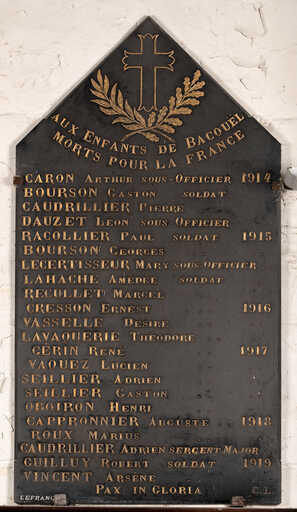 AUX ENFANTS DE BACOUEL
MORTS POUR LA FRANCE
CARON ARTHUR SOUS-OFFICIER 1914
BOURSON GASTON SOLDAT
CAUDRILLIER PIERRE
DAUZET LEON SOUS OFFICIER
RACOLLIER PAUL SOLDAT 1915
BOURSON GEORGES
LECERTISSEUR MARY SOUS OFFICIER
LAHACHE AMEDEE SOLDAT
RECULLET MARCEL
CRESSON ERNEST 1916
VASSELLE DESIRE
LAVAQUERIE THEODORE
GÉRIN RENÉ 1917
VAQUEZ LUCIEN
SEILLIER ADRIEN
SEILLIER GASTON
OBOIRON HENRI
CAPPRONNIER AUGUSTE 1918
ROUX MARIUS
CAUDRILLIER ADRIEN SERGENT MAJOR
GUILLUY ROBERT SOLDAT 1919
VINCENT ARSENE
PAX IN GLORIA
LEFRANC